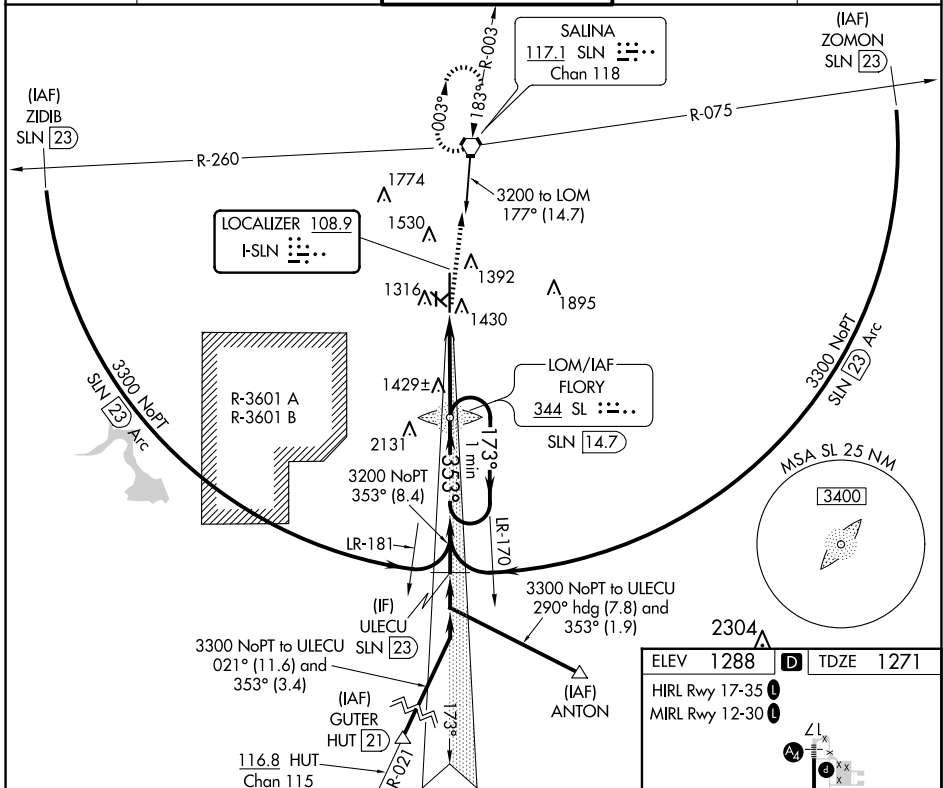 R-003
SALINA
117.1 SLN
Chan 118
(IAF)
ZOMON
SLN 23
(IAF)
ZIDIB
SLN 23
003°
183°
R-075
R-260
3200 to LOM
177° (14.7)
1774
1530
LOCALIZER 108.9
I-SLN
1392
1316
1430
1895
3300 NoPT
SLN 23 Arc
3300 NoPT
SLN 23 Arc
R-3601 A
R-3601 B
1429±
LOM/IAF
FLORY
344 SL
SLN 14.7
2131
173°
1 min
353°
3200 NoPT
353° (8.4)
MSA SL 25 NM
3400
LR-181
LR-170
(IF)
ULECU
SLN 23
3300 NoPT to ULECU
290° hdg (7.8) and
353° (1.9)
3300 NoPT to ULECU
021° (11.6) and
353° (3.4)
2304
(IAF)
GUTER
HUT 21
(IAF)
ANTON
173°
116.8 HUT
Chan 115
R-021
ELEV 1288 D TDZE 1271
HIRL Rwy 17-35 L
MIRL Rwy 12-30 L
17
A4
P